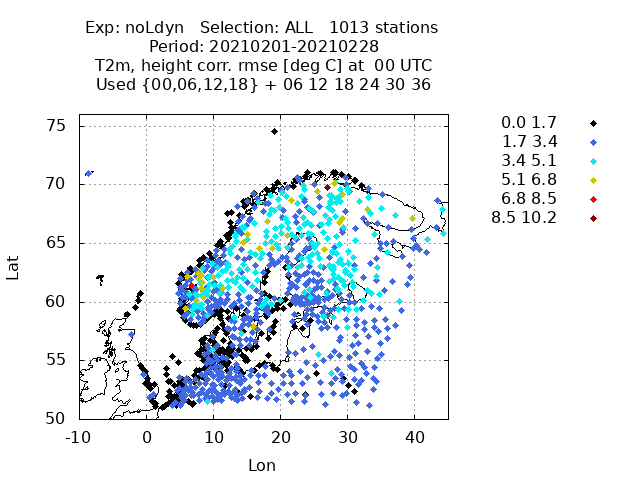 Exp: noLdyn Selection: ALL 1013 stations
Period: 20210201-20210228
T2m, height corr. rmse [deg C] at 00 UTC
Used {00,06,12,18} + 06 12 18 24 30 36
0.0 1.7
1.7 3.4
3.4 5.1
5.1 6.8
6.8 8.5
8.5 10.2
75
70
65
60
55
50
Lat
-10 0 10 20 30 40
Lon